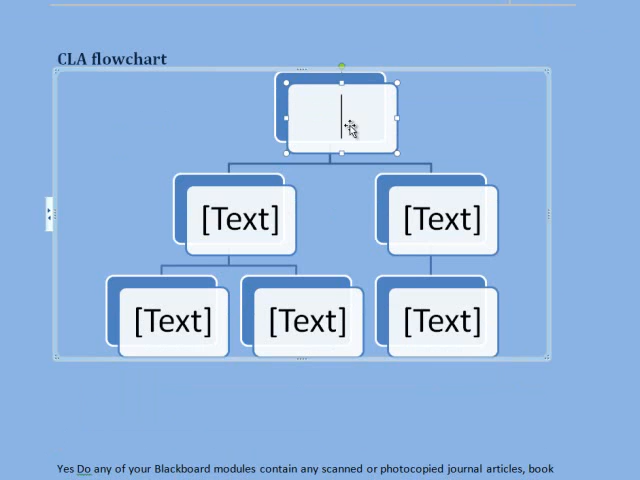 CLA flowchart
[Text] [Text]
[Text] [Text] [Text]
Yes Do any of your Blackboard modules contain any scanned or photocopied journal articles, book